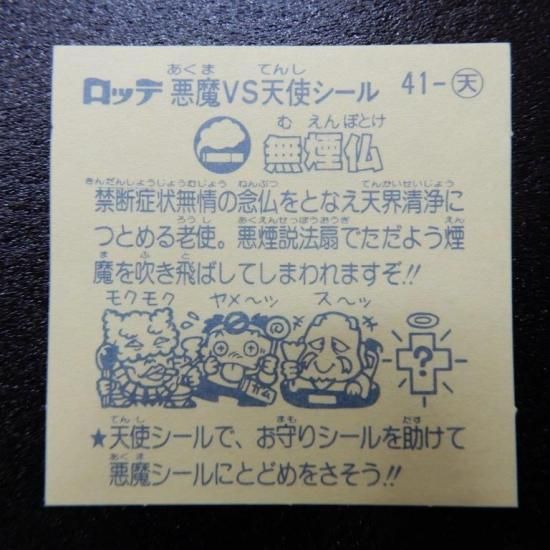 あくま てんし
ロッテ 悪魔VS天使シール 41-天
む えんぼとけ
無煙仏
きんだんしょうじょうむじょう ねんぶつ てんかいせいじょう
禁断症状無情の念仏をとなえ天界清浄に
ろうし あくえんせっぽうおうぎ えん
つとめる老使。悪煙説法扇でただよう煙
ま ふ と
魔を吹き飛ばしてしまわれますぞ!!
モクモク ヤメ〜ッ ス〜ッ
ガム ?
てんし まも たす
★天使シールで、お守りシールを助けて
あくま
悪魔シールにとどめをさそう!!